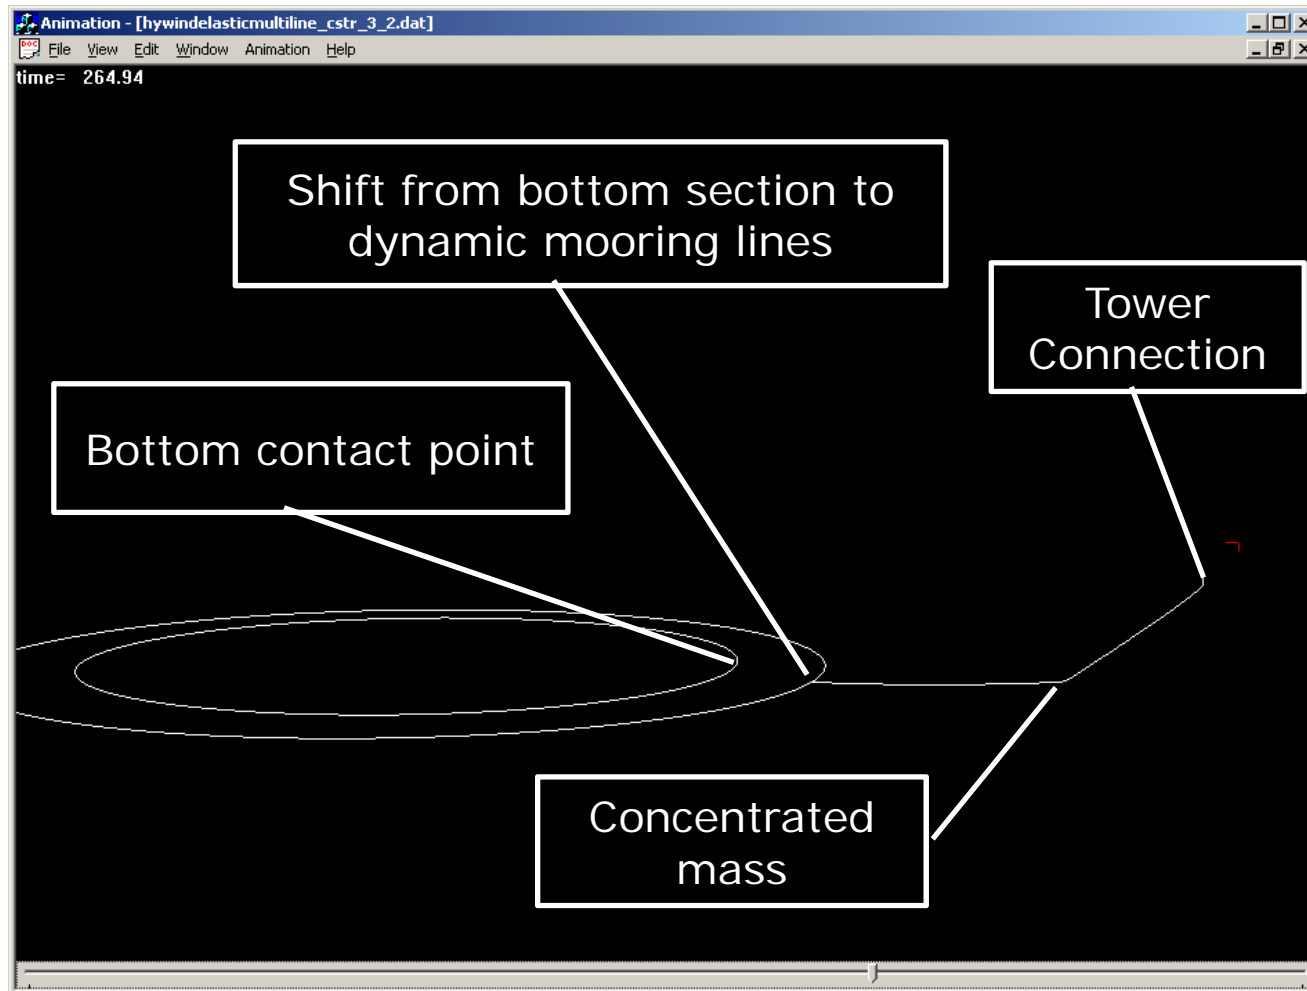 Animation - [hywindelasticmultiline_cstr_3_2.dat]
DOC File View Edit Window Animation Help
time= 264.94
Shift from bottom section to
dynamic mooring lines
Tower
Connection
Bottom contact point
Concentrated
mass